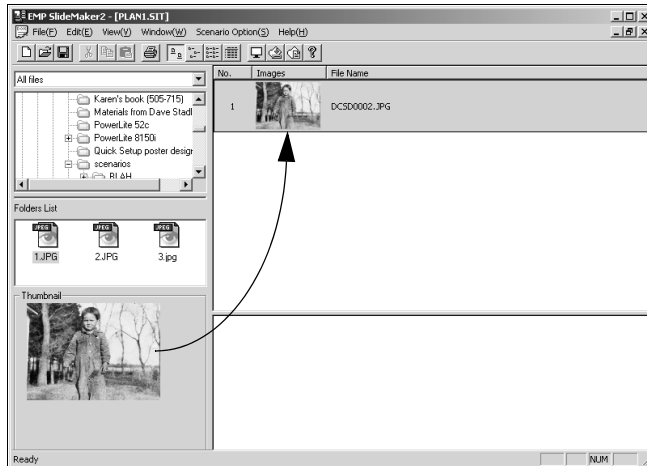 EMP SlideMaker2 - [PLAN1.SIT]
File(F) Edit(E) View(V) Window(W) Scenario Option(S) Help(H)
All files
Karen's book (505-715)
Materials from Dave Stadl
PowerLite 52c
PowerLite 8150i
Quick Setup poster design
scenarios
BLAH
Folders List
JPEG JPEG JPEG
1.JPG 2.JPG 3.jpg
Thumbnail
No. Images File Name
1 DCSD0002.JPG
Ready NUM